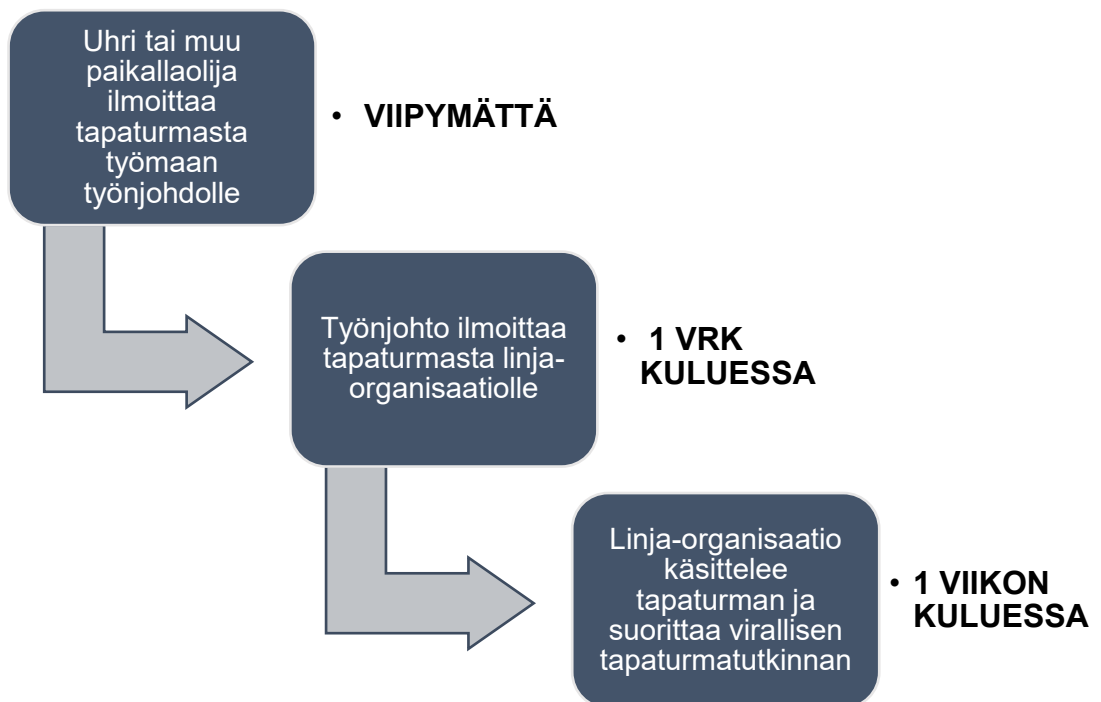 Uhri tai muu
paikallaolija
ilmoittaa
tapaturmasta
työmaan
työnjohdolle
• VIIPYMÄTTÄ
Työnjohto ilmoittaa
tapaturmasta linja-
organisaatiolle
• 1 VRK
KULUESSA
Linja-organisaatio
käsittelee
tapaturman ja
suorittaa virallisen
tapaturmatutkinnan
• 1 VIIKON
KULUESSA